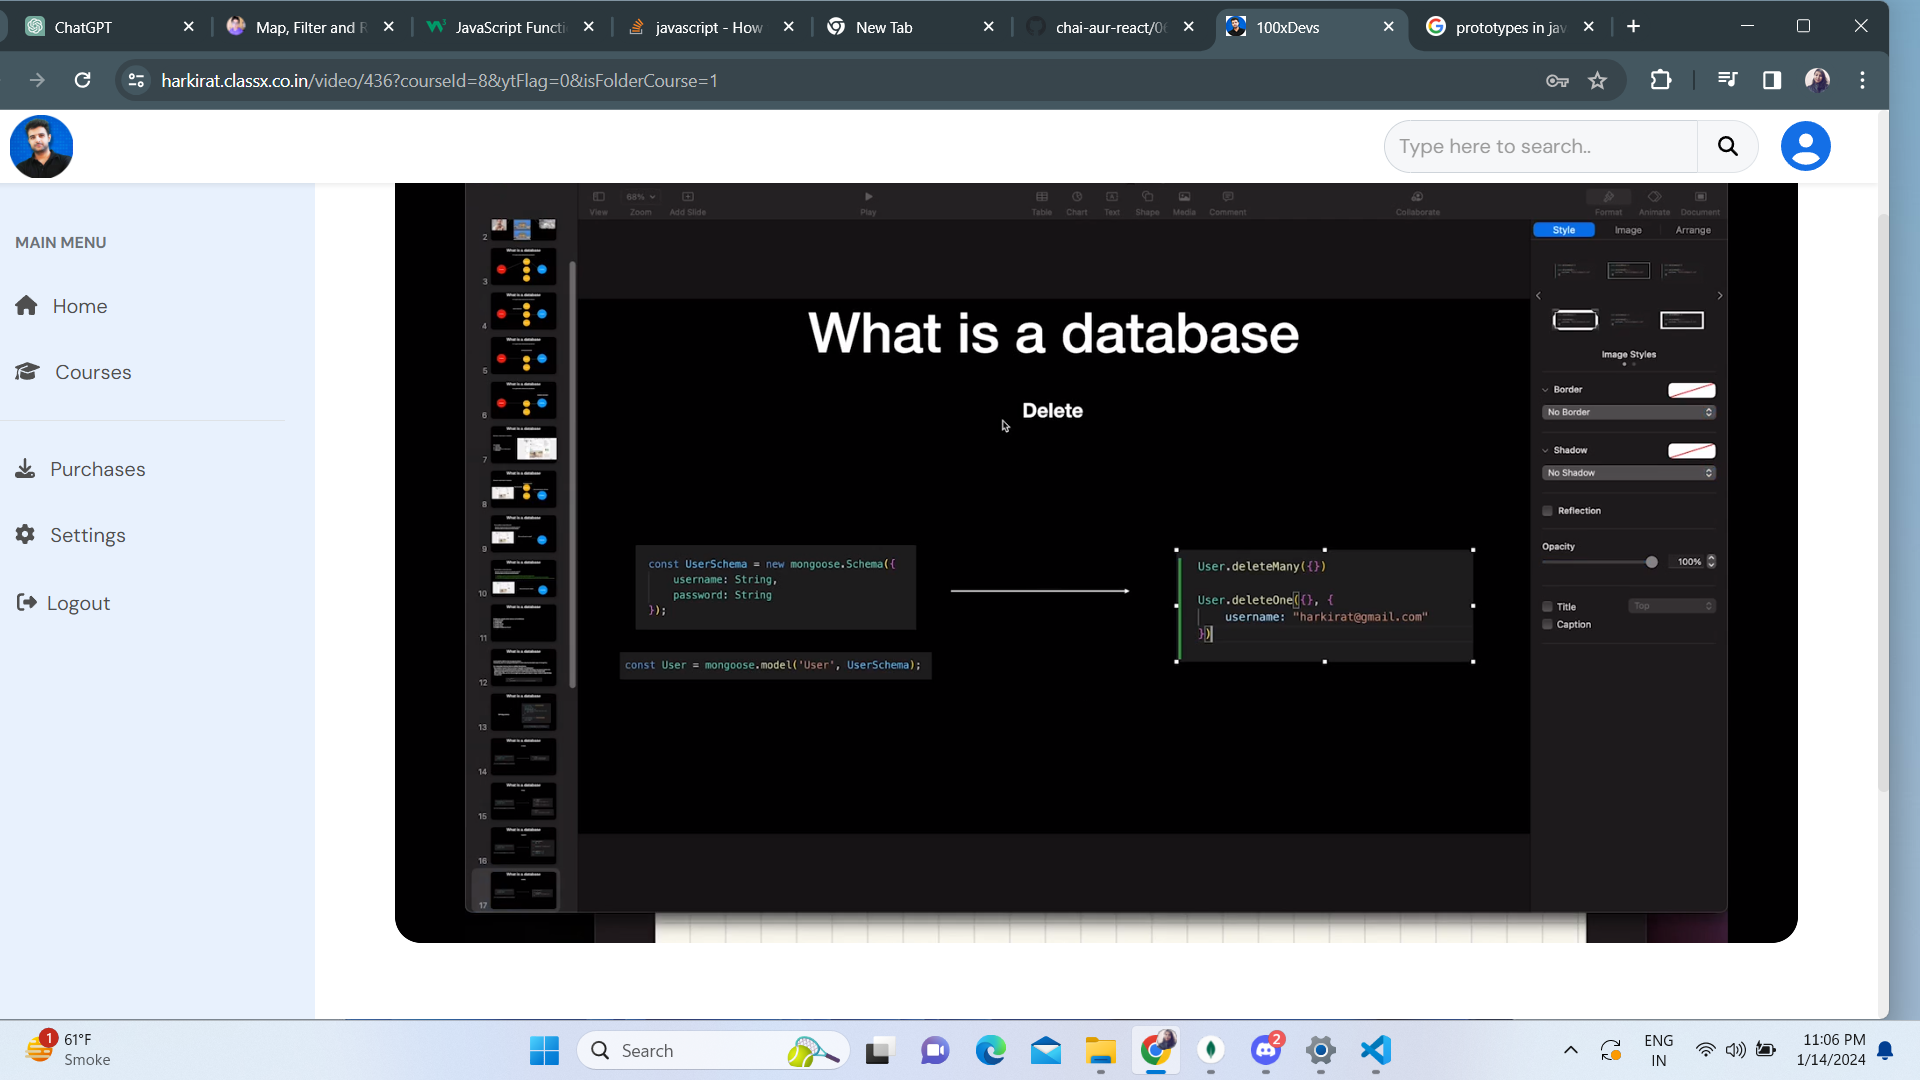 ChatGPT
Map, Filter and R
JavaScript Functi
javascript - How
New Tab
chai-aur-react/06
100xDevs
prototypes in jav
harkirat.classx.co.in/video/436?courseId=8&ytFlag=0&isFolderCourse=1
Type here to search..
MAIN MENU
Home
Courses
Purchases
Settings
Logout
68%
View
Zoom
Add Slide
Play
Table
Chart
Text
Shape
Media
Comment
Collaborate
Format
Animate
Document
2
3
4
5
6
7
8
9
10
11
12
13
14
15
16
17
What is a database
Delete
const UserSchema = new mongoose.Schema({
username: String,
password: String
});
const User = mongoose.model('User', UserSchema);
User.deleteMany({})
User.deleteOne({}, {
username: "harkirat@gmail.com"
})
Style
Image
Arrange
Image Styles
Border
No Border
Shadow
No Shadow
Reflection
Opacity
100%
Title
Top
Caption
1
61°F
Smoke
Search
2
ENG
IN
11:06 PM
1/14/2024